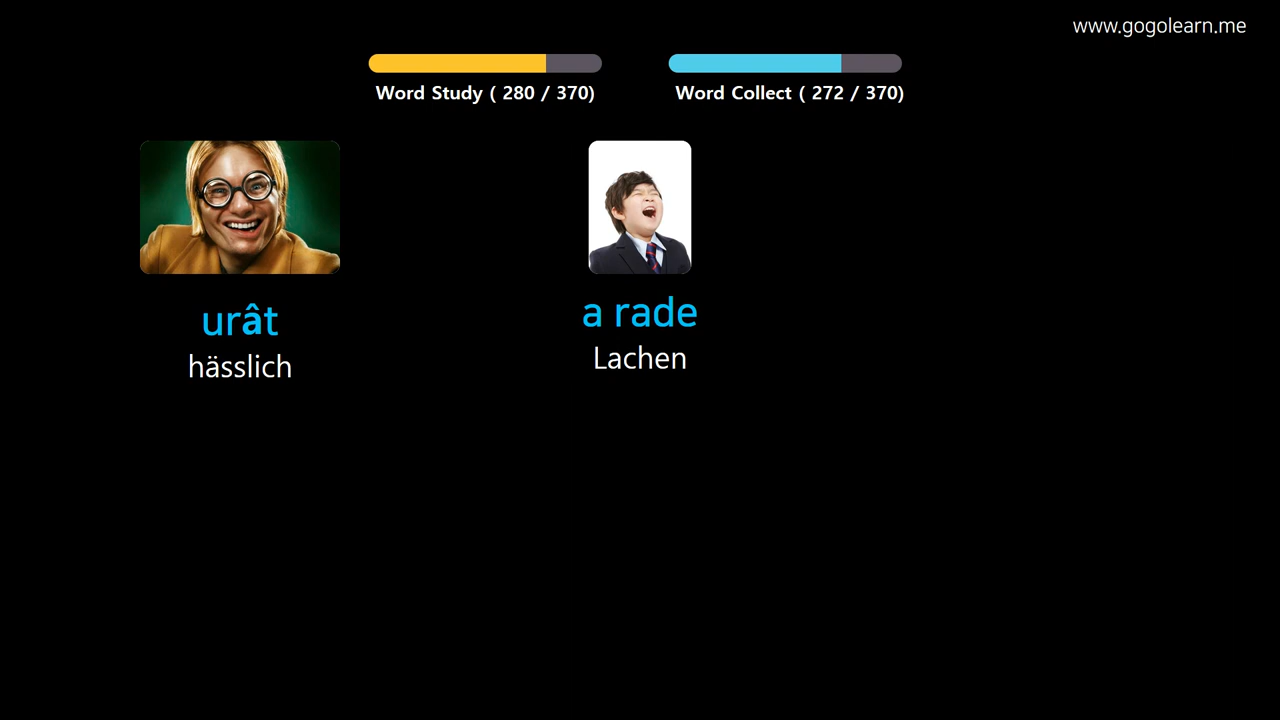 www.gogolearn.me
Word Study ( 280 / 370)
Word Collect ( 272 / 370)
urât
hässlich
a rade
Lachen